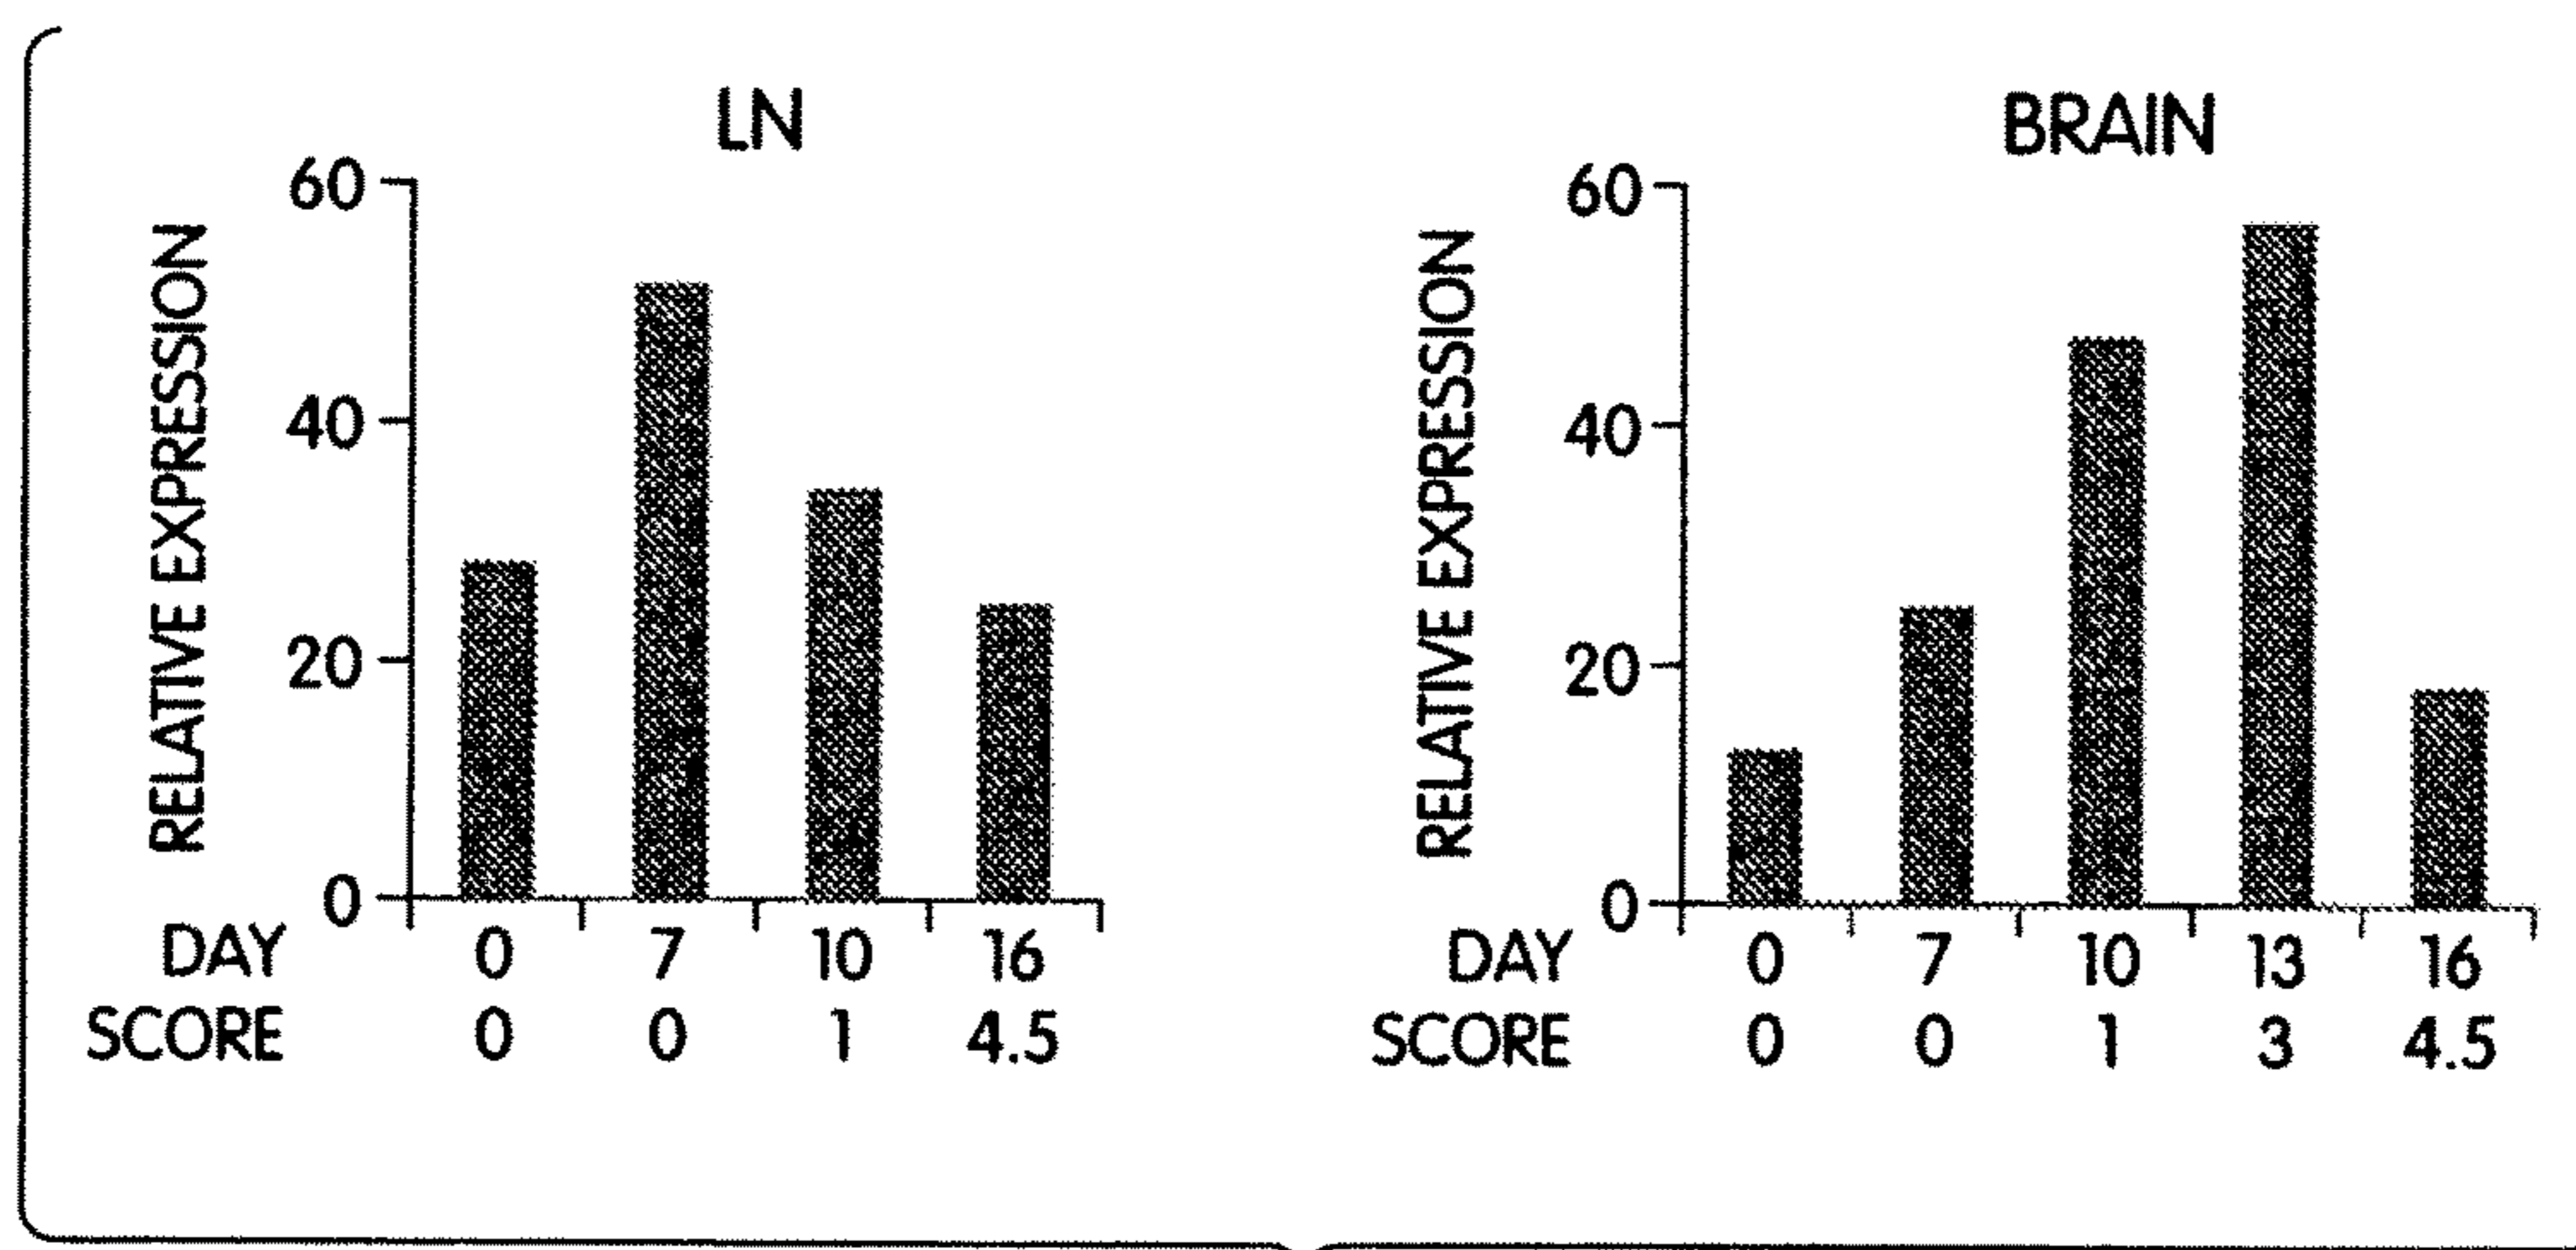 LN
RELATIVE EXPRESSION
60
40
20
0
DAY 0 7 10 16
SCORE 0 0 1 4.5
BRAIN
RELATIVE EXPRESSION
60
40
20
0
DAY 0 7 10 13 16
SCORE 0 0 1 3 4.5